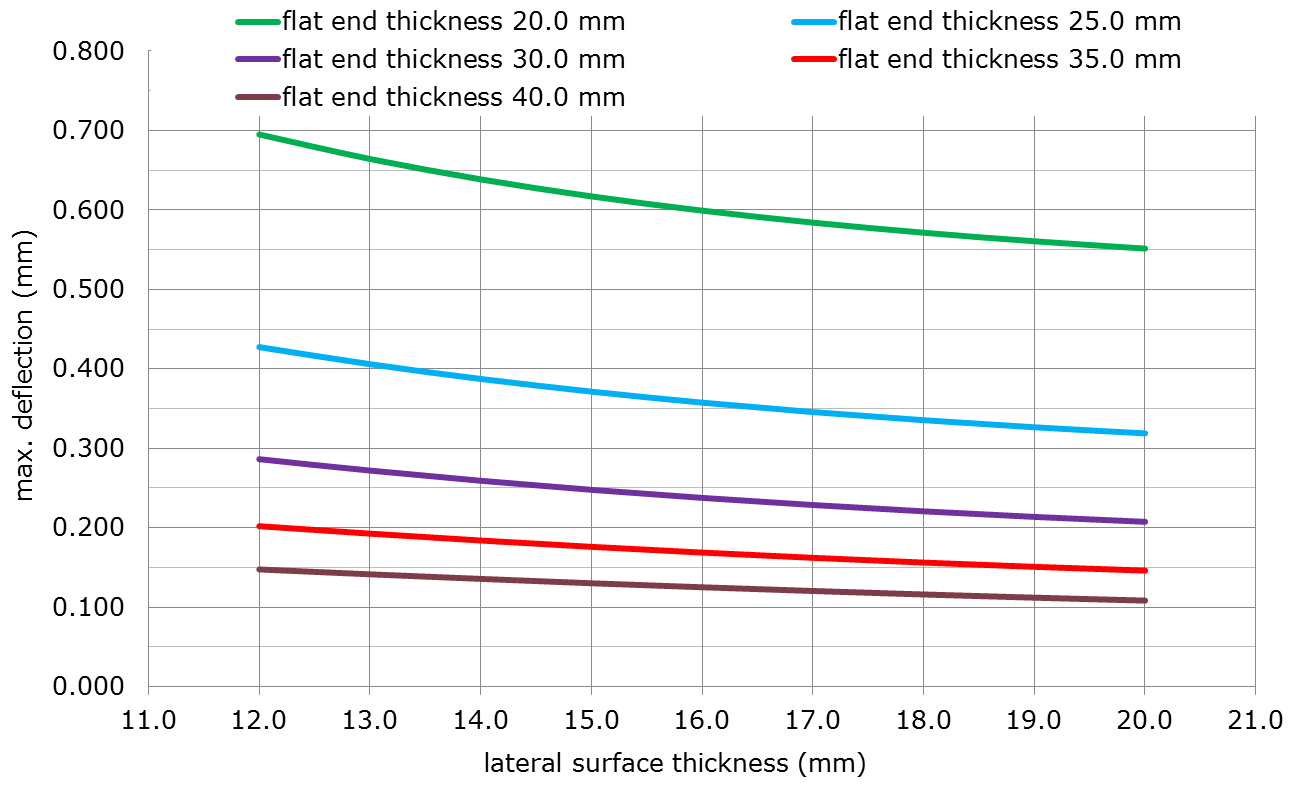 flat end thickness 20.0 mm
flat end thickness 25.0 mm
flat end thickness 30.0 mm
flat end thickness 35.0 mm
flat end thickness 40.0 mm
max. deflection (mm)
0.800
0.700
0.600
0.500
0.400
0.300
0.200
0.100
0.000
11.0 12.0 13.0 14.0 15.0 16.0 17.0 18.0 19.0 20.0 21.0
lateral surface thickness (mm)